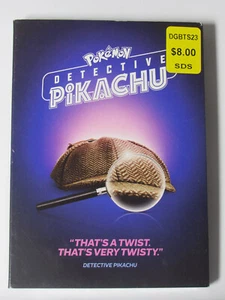 POKéMON
DETECTIVE
PiKACHU
DGBTS23
$8.00
SDS
"THAT'S A TWIST.
THAT'S VERY TWISTY."
DETECTIVE PIKACHU